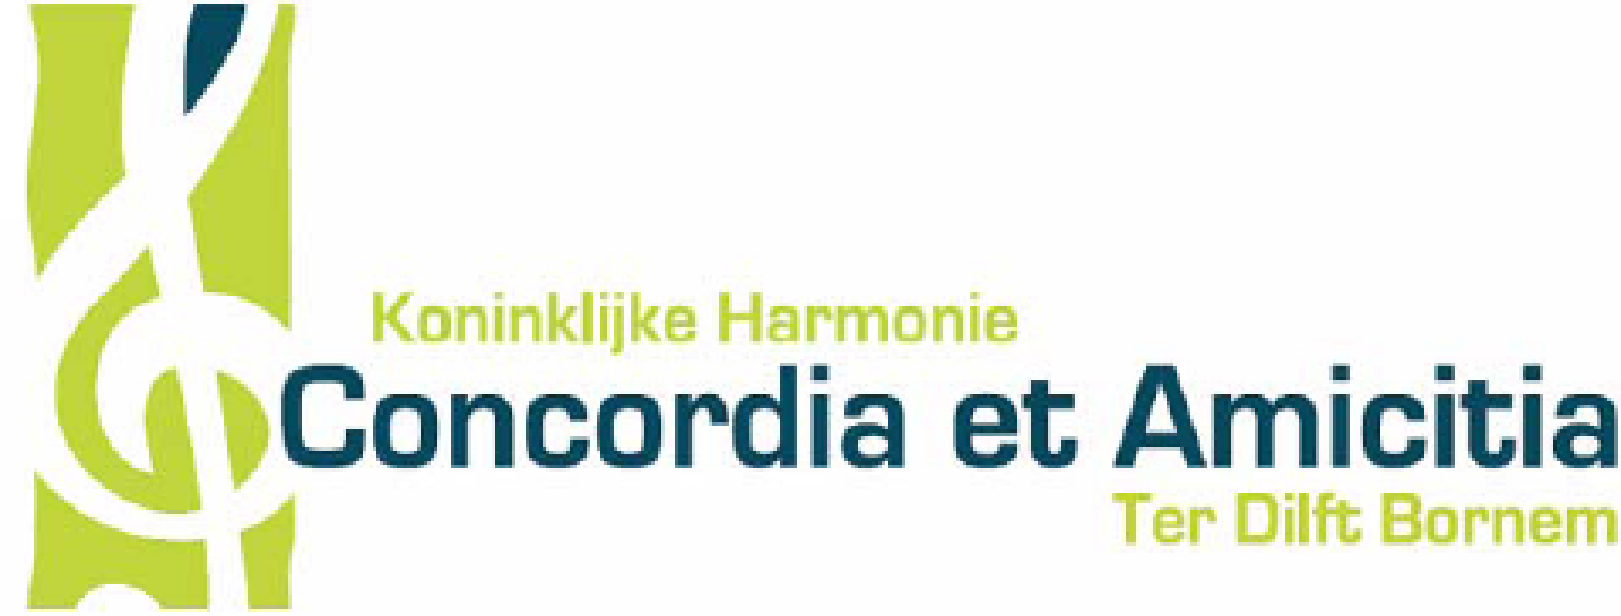 Koninklijke Harmonie
Concordia et Amicitia
Ter Dilft Bornem